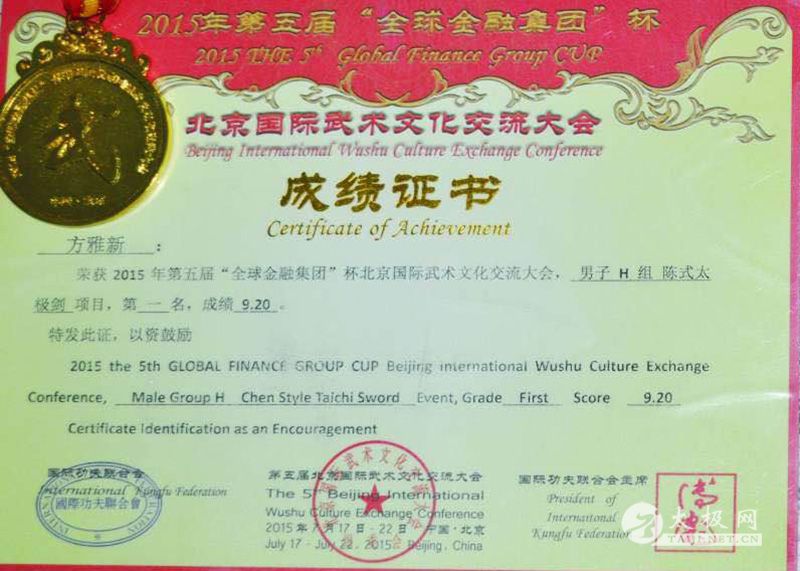 2015年第五届“全球金融集团”杯
2015 THE 5th Global Finance Group CUP
北京国际武术文化交流大会
Beijing International Wushu Culture Exchange Conference
武
成绩证书
Certificate of Achievement
方雅新：
荣获 2015 年第五届“全球金融集团”杯北京国际武术文化交流大会，男子 H 组 陈式太
极剑 项目，第 一 名，成绩 9.20 。
特发此证，以资鼓励
2015 the 5th GLOBAL FINANCE GROUP CUP Beijing International Wushu Culture Exchange
Conference, Male Group H Chen Style Taichi Sword Event, Grade First Score 9.20
Certificate Identification as an Encouragement
国际功夫联合会
International Kungfu Federation
國際功夫聯合會
第五届北京国际武术文化交流大会
The 5th Beijing International
Wushu Culture Exchange Conference
2015年7月17日-22日 中国·北京
July 17 - July 22, 2015 Beijing, China
国际功夫联合会主席
President of
International
Kungfu Federation
太极网
TAIJI.NET.CN